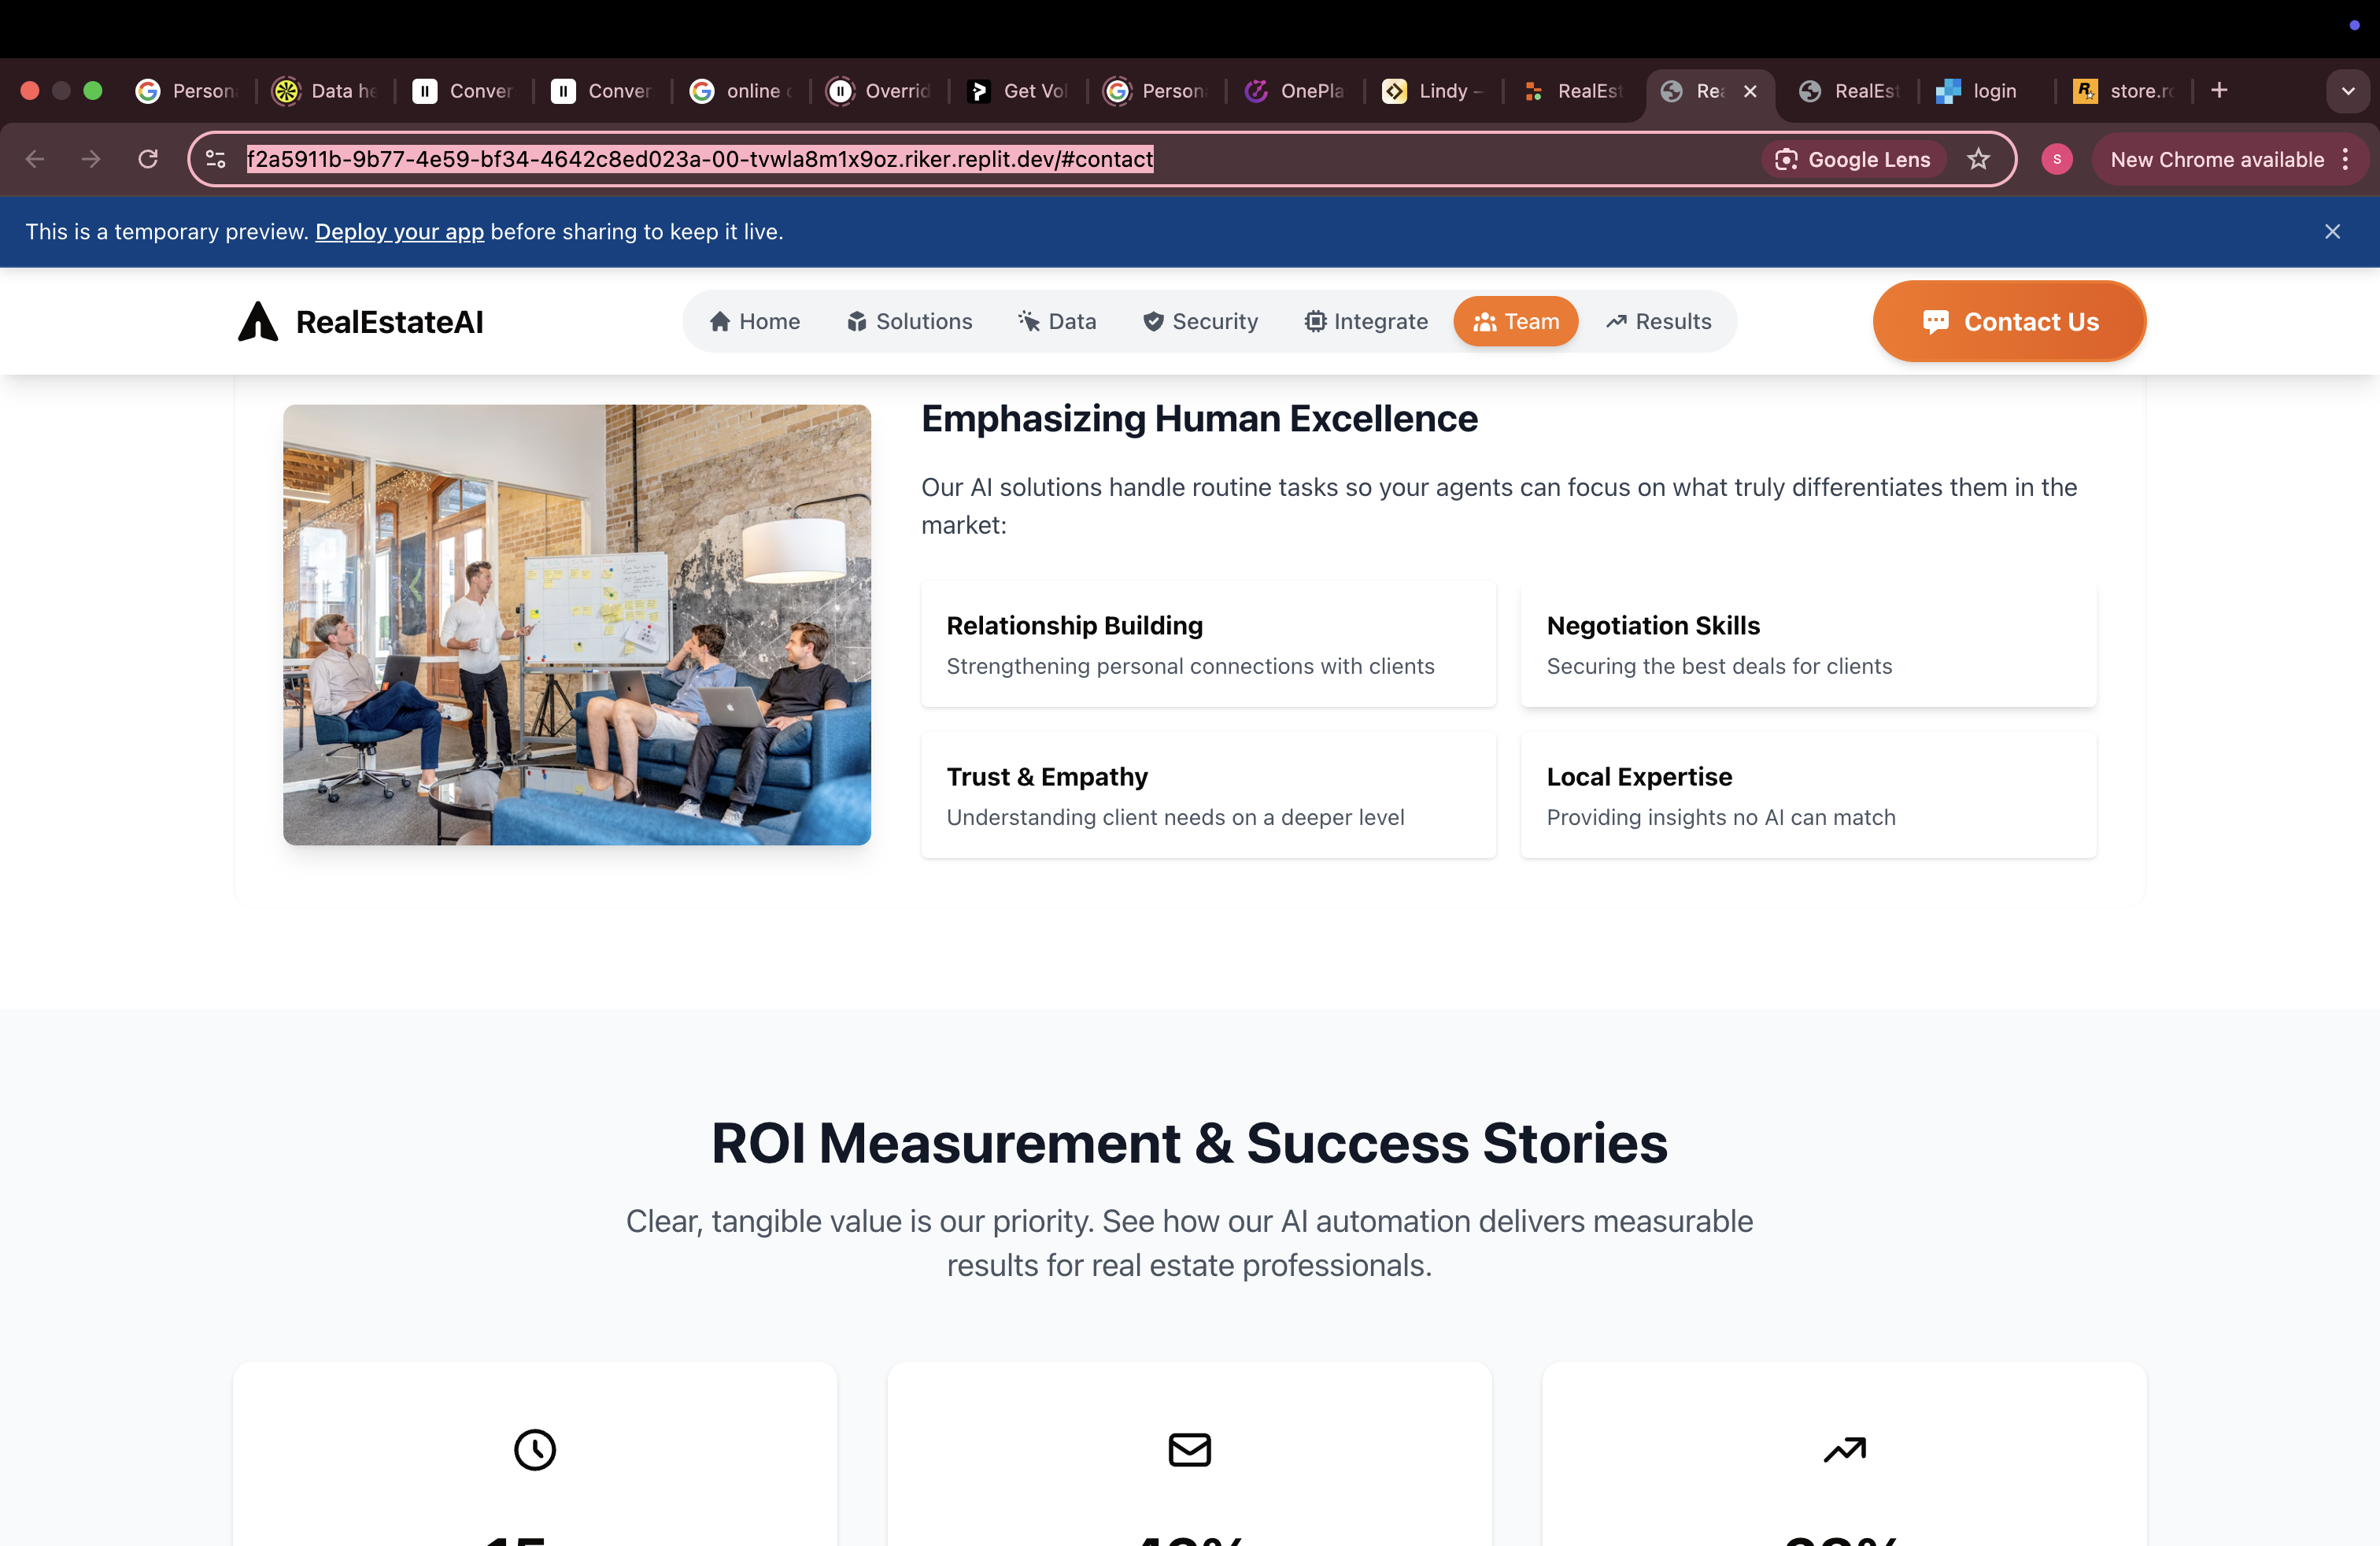 Person
Data he
Conver
Conver
online
Overrid
Get Vol
Person
OnePla
Lindy –
RealEst
Rea
RealEst
login
store.ro
f2a5911b-9b77-4e59-bf34-4642c8ed023a-00-tvwla8m1x9oz.riker.replit.dev/#contact
Google Lens
S
New Chrome available
This is a temporary preview. Deploy your app before sharing to keep it live.
RealEstateAI
Home
Solutions
Data
Security
Integrate
Team
Results
Contact Us
Emphasizing Human Excellence
Our AI solutions handle routine tasks so your agents can focus on what truly differentiates them in the
market:
Relationship Building
Strengthening personal connections with clients
Negotiation Skills
Securing the best deals for clients
Trust & Empathy
Understanding client needs on a deeper level
Local Expertise
Providing insights no AI can match
ROI Measurement & Success Stories
Clear, tangible value is our priority. See how our AI automation delivers measurable
results for real estate professionals.